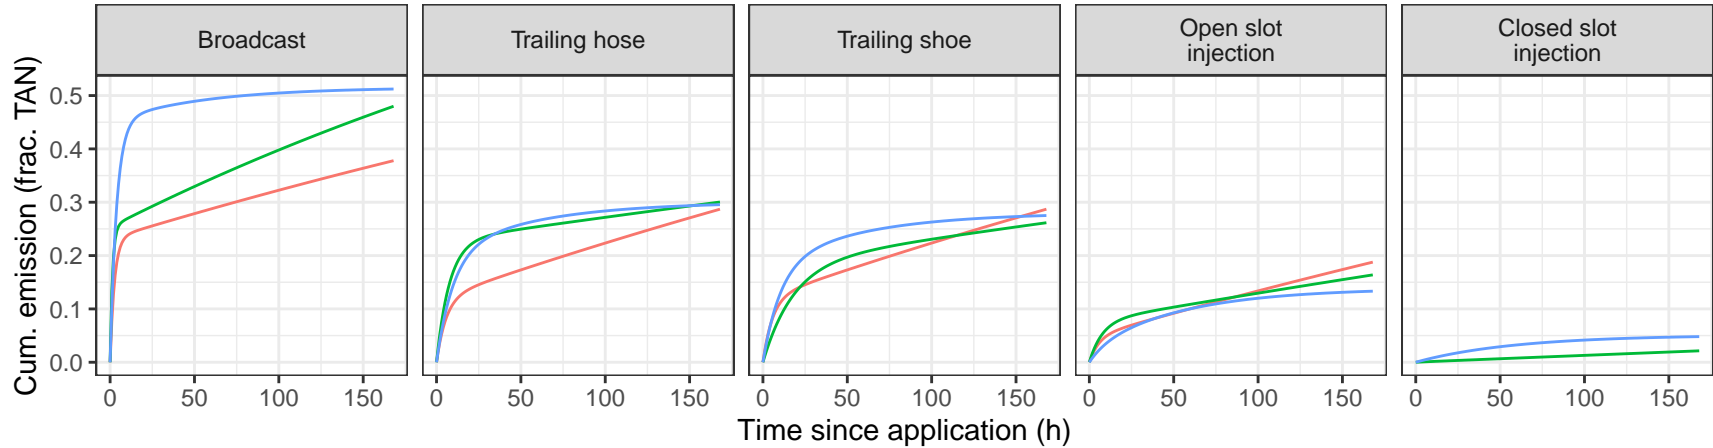 Broadcast
Trailing hose
Trailing shoe
Open slot
injection
Closed slot
injection
Cum. emission (frac. TAN)
0.5
0.4
0.3
0.2
0.1
0.0
0 50 100 150
0 50 100 150
0 50 100 150
0 50 100 150
0 50 100 150
Time since application (h)